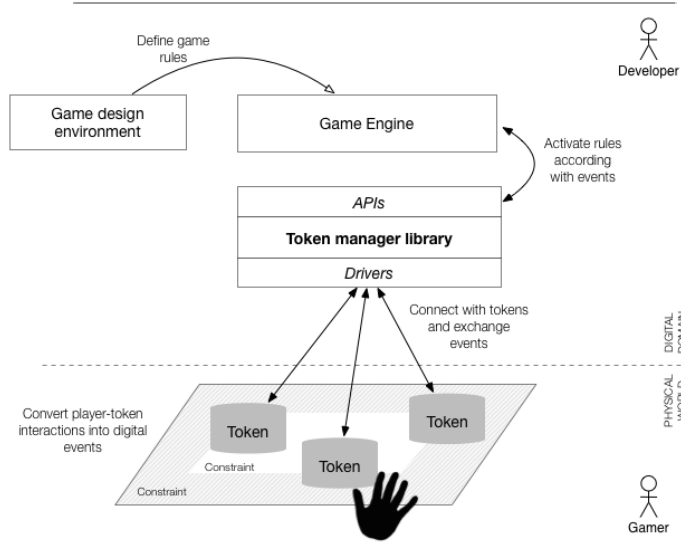 Define game
rules
Developer
Game design
environment
Game Engine
Activate rules
according
with events
APIs
Token manager library
Drivers
Connect with tokens
and exchange
events
DIGITAL
PHYSICAL
Convert player-token
interactions into digital
events
Token
Token
Token
Constraint
Constraint
Gamer